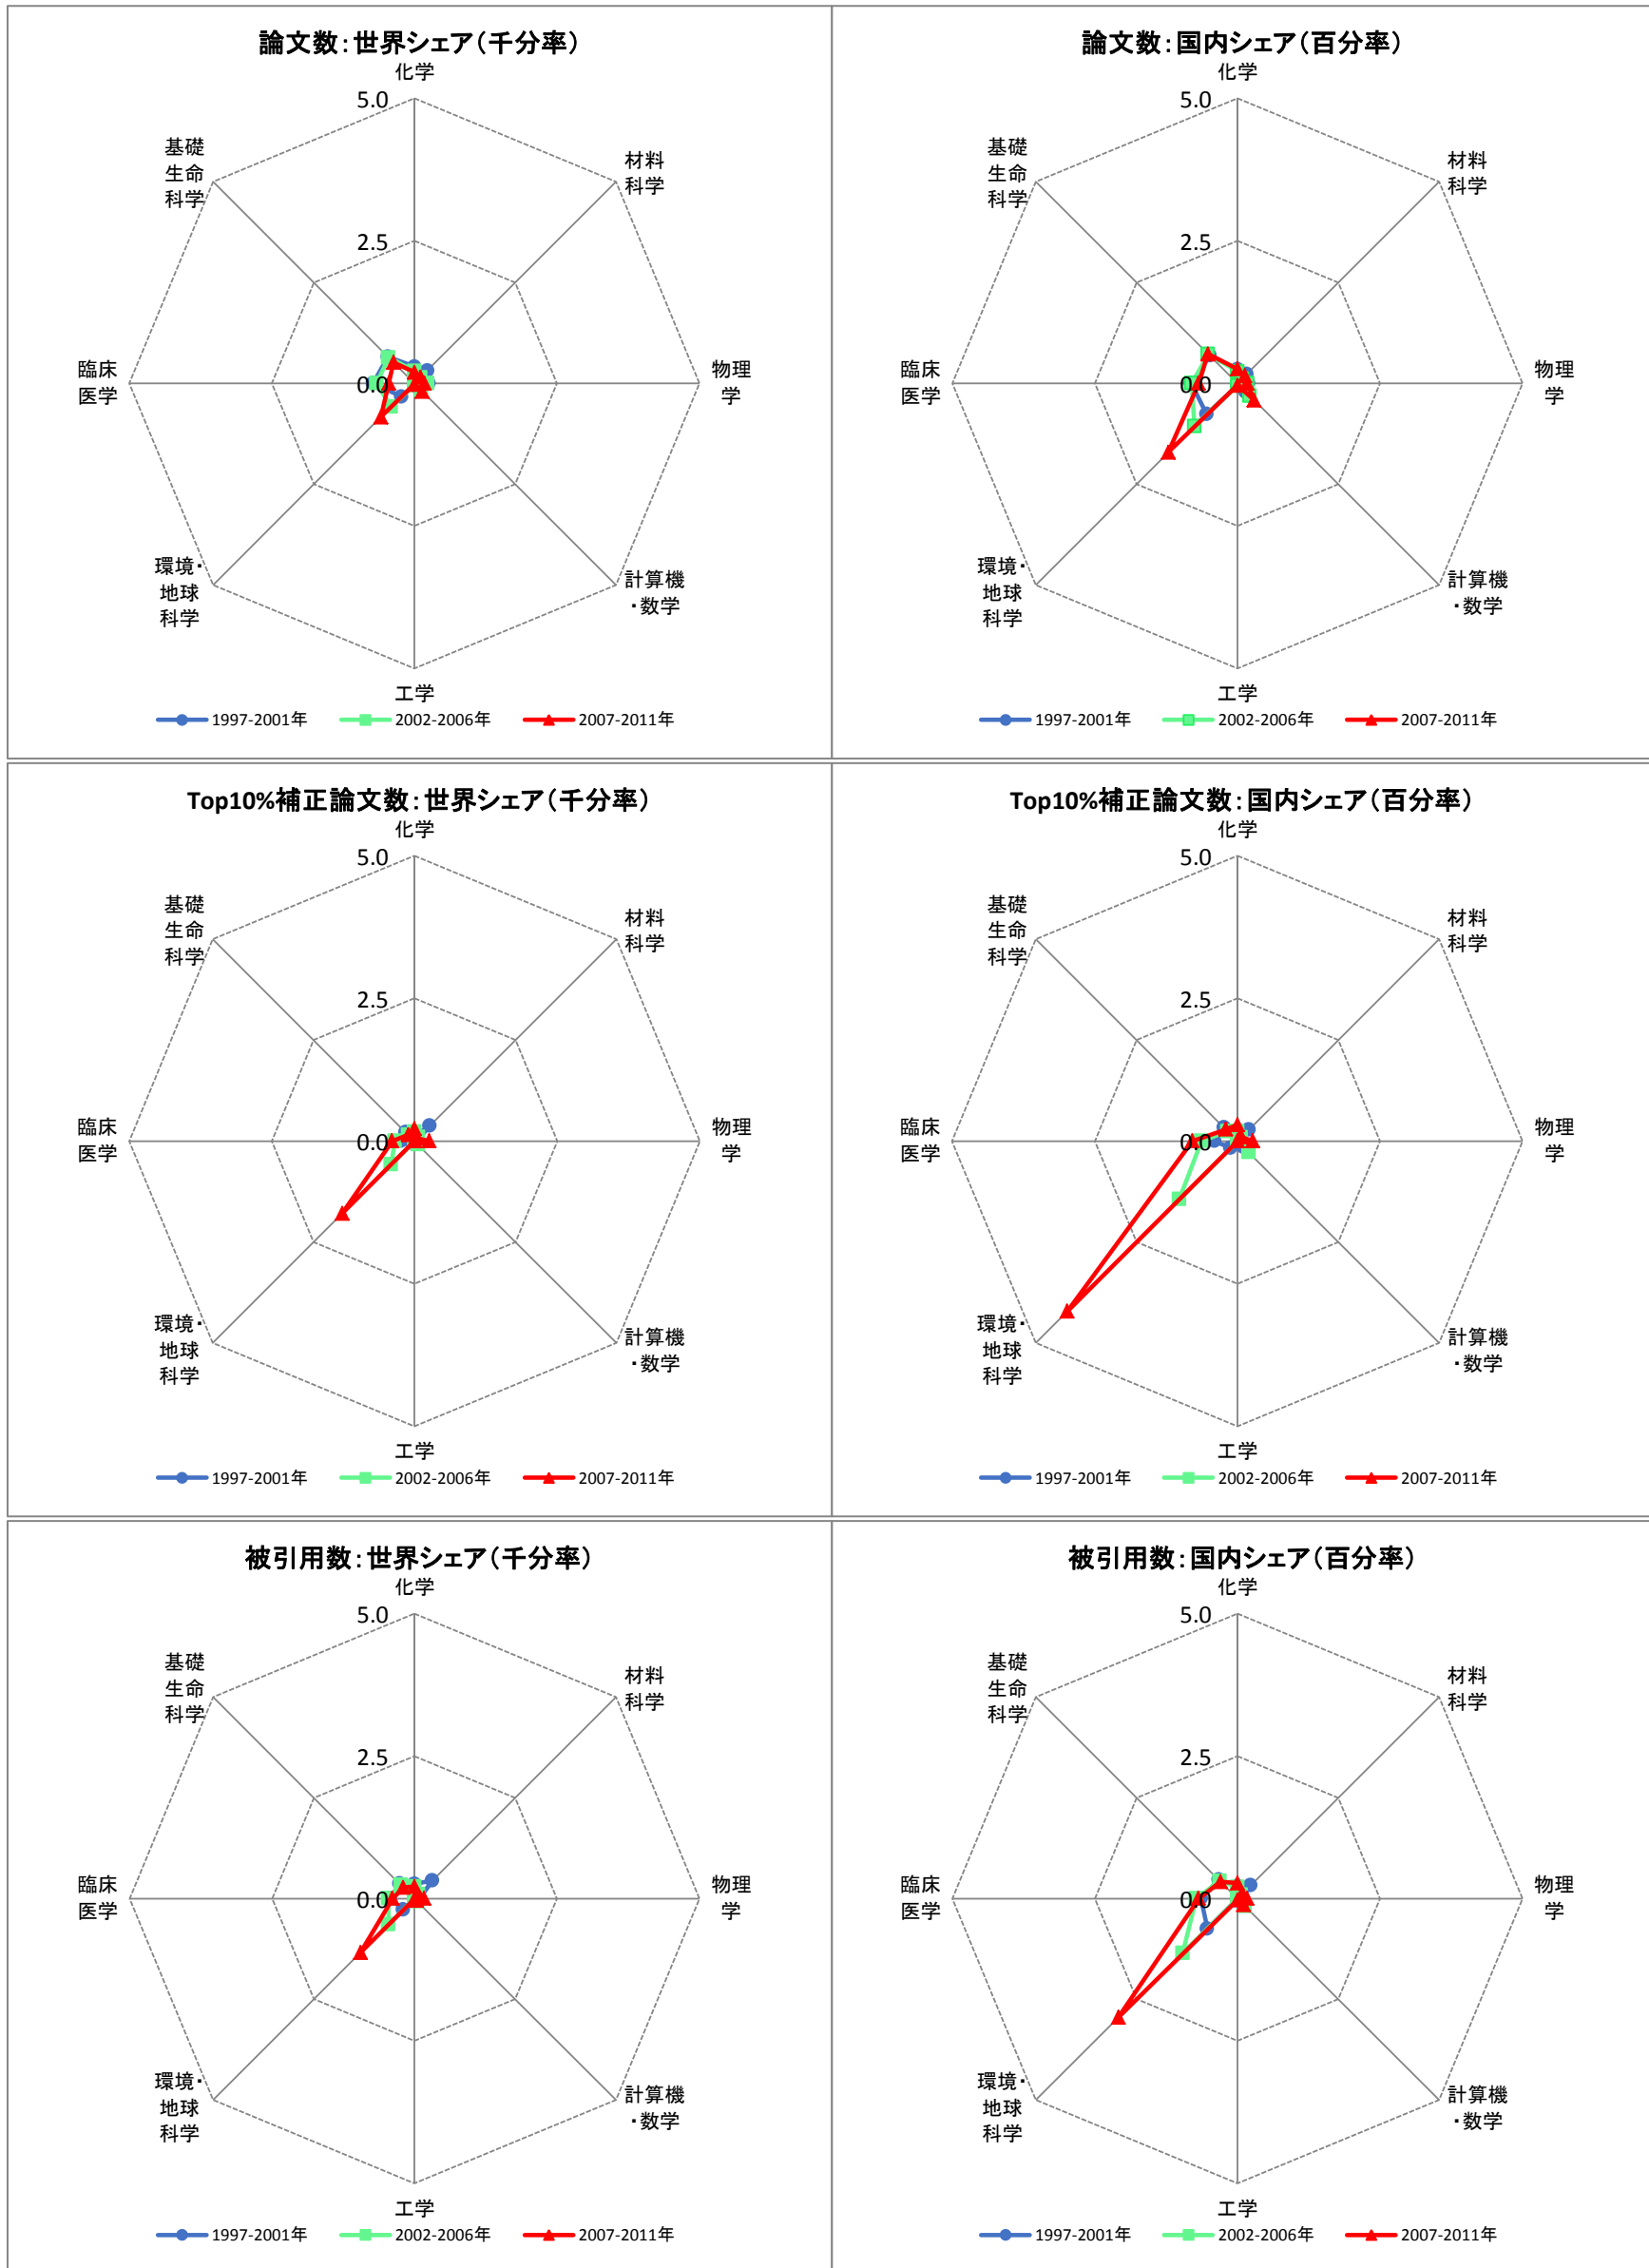 論文数：世界シェア（千分率）
化学
5.0
基礎
生命
科学
材料
科学
2.5
臨床
医学
0.0
物理
学
環境・
地球
科学
計算機
・数学
工学
1997-2001年 2002-2006年 2007-2011年
論文数：国内シェア（百分率）
化学
5.0
基礎
生命
科学
材料
科学
2.5
臨床
医学
0.0
物理
学
環境・
地球
科学
計算機
・数学
工学
1997-2001年 2002-2006年 2007-2011年
Top10%補正論文数：世界シェア（千分率）
化学
5.0
基礎
生命
科学
材料
科学
2.5
臨床
医学
0.0
物理
学
環境・
地球
科学
計算機
・数学
工学
1997-2001年 2002-2006年 2007-2011年
Top10%補正論文数：国内シェア（百分率）
化学
5.0
基礎
生命
科学
材料
科学
2.5
臨床
医学
0.0
物理
学
環境・
地球
科学
計算機
・数学
工学
1997-2001年 2002-2006年 2007-2011年
被引用数：世界シェア（千分率）
化学
5.0
基礎
生命
科学
材料
科学
2.5
臨床
医学
0.0
物理
学
環境・
地球
科学
計算機
・数学
工学
1997-2001年 2002-2006年 2007-2011年
被引用数：国内シェア（百分率）
化学
5.0
基礎
生命
科学
材料
科学
2.5
臨床
医学
0.0
物理
学
環境・
地球
科学
計算機
・数学
工学
1997-2001年 2002-2006年 2007-2011年